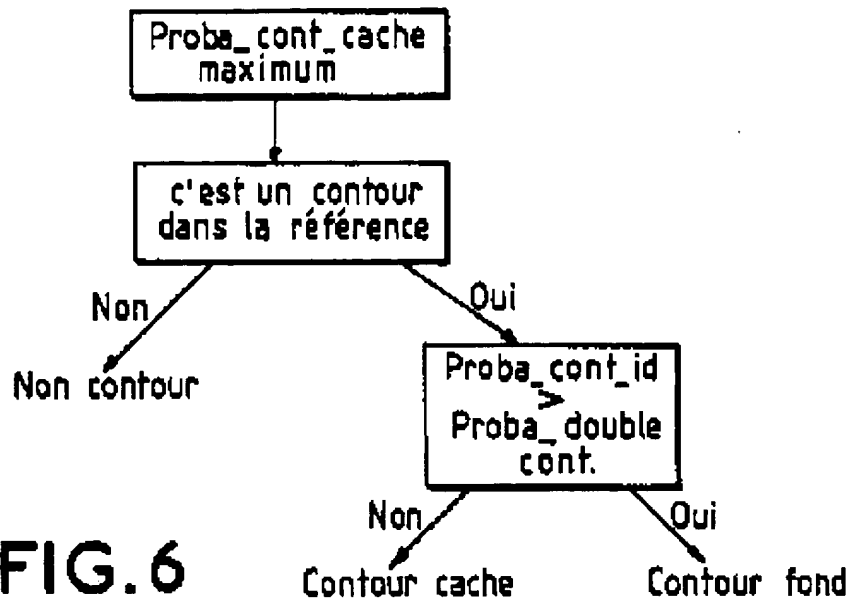 Proba_cont_cache
maximum
c'est un contour
dans la référence
Non
Oui
Non contour
Proba_cont_id
>
Proba_double
cont.
Non
Oui
Contour cache
Contour fond
FIG.6